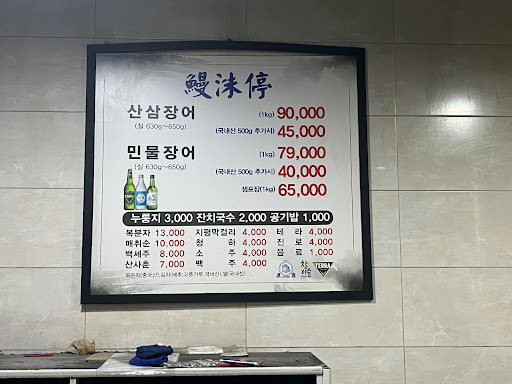 鰻洙停
산삼장어 (1kg) 90,000
(실 630g~650g) (국내산 500g 추가시) 45,000
민물장어 (1kg) 79,000
(실 630g~650g) (국내산 500g 추가시) 40,000
셀프장(1kg) 65,000
누룽지 3,000 잔치국수 2,000 공기밥 1,000
복분자 13,000 지평막걸리 4,000 테라 4,000
매취순 10,000 청하 4,000 진로 4,000
백세주 8,000 소주 4,000 음료 1,000
산사춘 7,000 맥주 4,000
TERRA